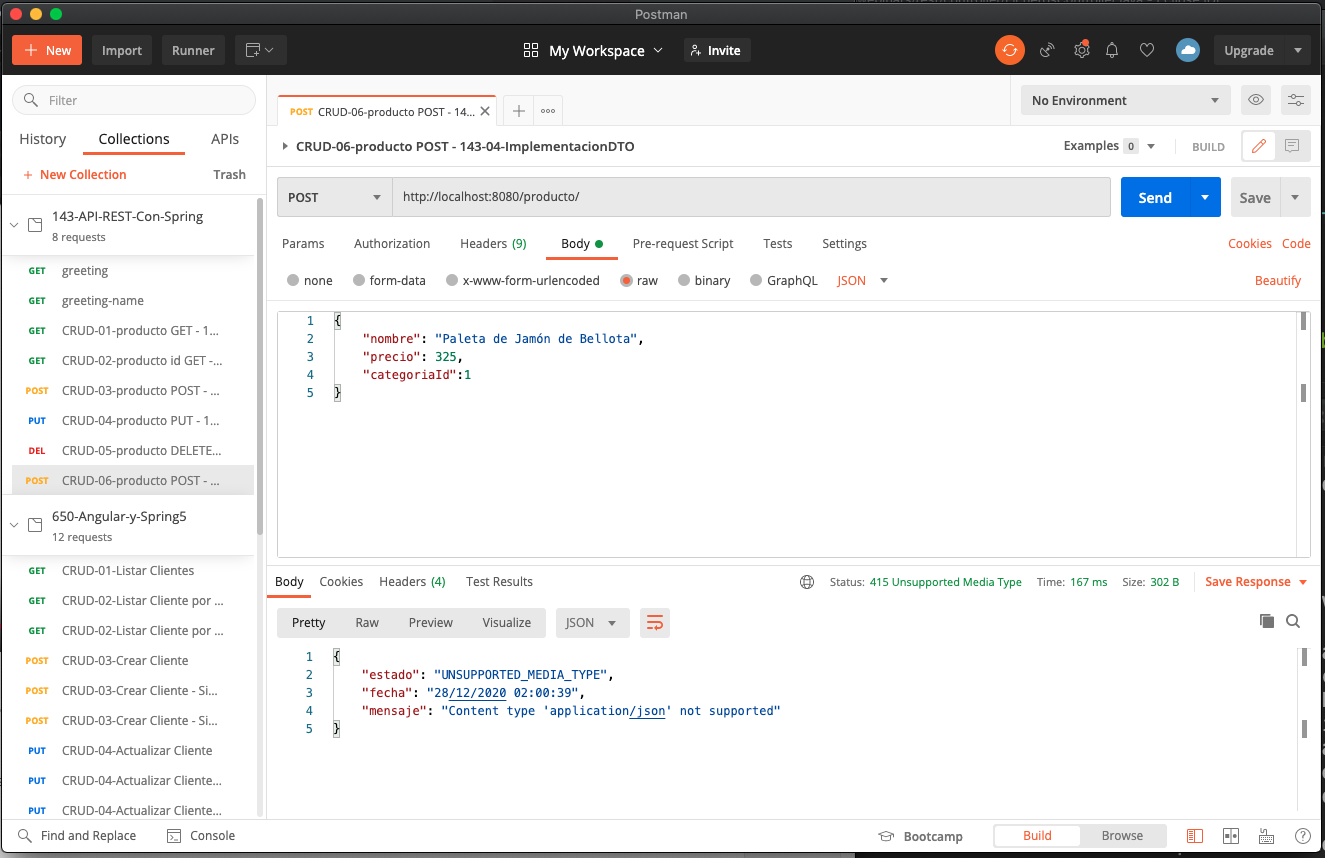 Postman
New
Import
Runner
My Workspace
Invite
Upgrade
Filter
History
Collections
APIs
New Collection
Trash
143-API-REST-Con-Spring
8 requests
GET greeting
GET greeting-name
GET CRUD-01-producto GET - 1...
GET CRUD-02-producto id GET -...
POST CRUD-03-producto POST - ...
PUT CRUD-04-producto PUT - 1...
DEL CRUD-05-producto DELETE...
POST CRUD-06-producto POST - ...
650-Angular-y-Spring5
12 requests
GET CRUD-01-Listar Clientes
GET CRUD-02-Listar Cliente por ...
GET CRUD-02-Listar Cliente por ...
POST CRUD-03-Crear Cliente
POST CRUD-03-Crear Cliente - Si...
POST CRUD-03-Crear Cliente - Si...
PUT CRUD-04-Actualizar Cliente
PUT CRUD-04-Actualizar Cliente...
PUT CRUD-04-Actualizar Cliente...
POST CRUD-06-producto POST - 14...
No Environment
CRUD-06-producto POST - 143-04-ImplementacionDTO
Examples 0
BUILD
POST
http://localhost:8080/producto/
Send
Save
Params
Authorization
Headers (9)
Body
Pre-request Script
Tests
Settings
Cookies
Code
none
form-data
x-www-form-urlencoded
raw
binary
GraphQL
JSON
Beautify
1 {
2 "nombre": "Paleta de Jamón de Bellota",
3 "precio": 325,
4 "categoriaId":1
5 }
Body
Cookies
Headers (4)
Test Results
Status: 415 Unsupported Media Type
Time: 167 ms
Size: 302 B
Save Response
Pretty
Raw
Preview
Visualize
JSON
1 {
2 "estado": "UNSUPPORTED_MEDIA_TYPE",
3 "fecha": "28/12/2020 02:00:39",
4 "mensaje": "Content type 'application/json' not supported"
5 }
Find and Replace
Console
Bootcamp
Build
Browse